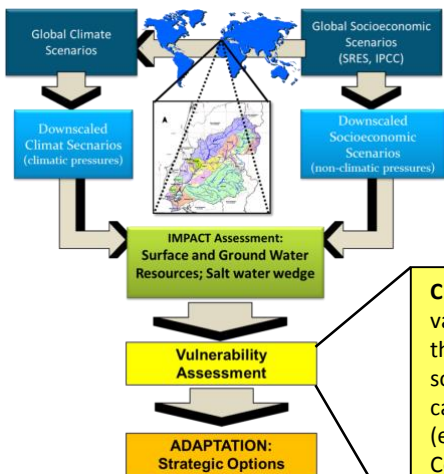 Global Climate
Scenarios
Global Socioeconomic
Scenarios
(SRES, IPCC)
Downscaled
Climat Secnarios
(climatic pressures)
Downscaled
Socioeconomic
Scenarios
(non-climatic pressures)
IMPACT Assessment:
Surface and Ground Water
Resources; Salt water wedge
Vulnerability
Assessment
ADAPTATION:
Strategic Options
C
va
th
sc
ca
(e
C